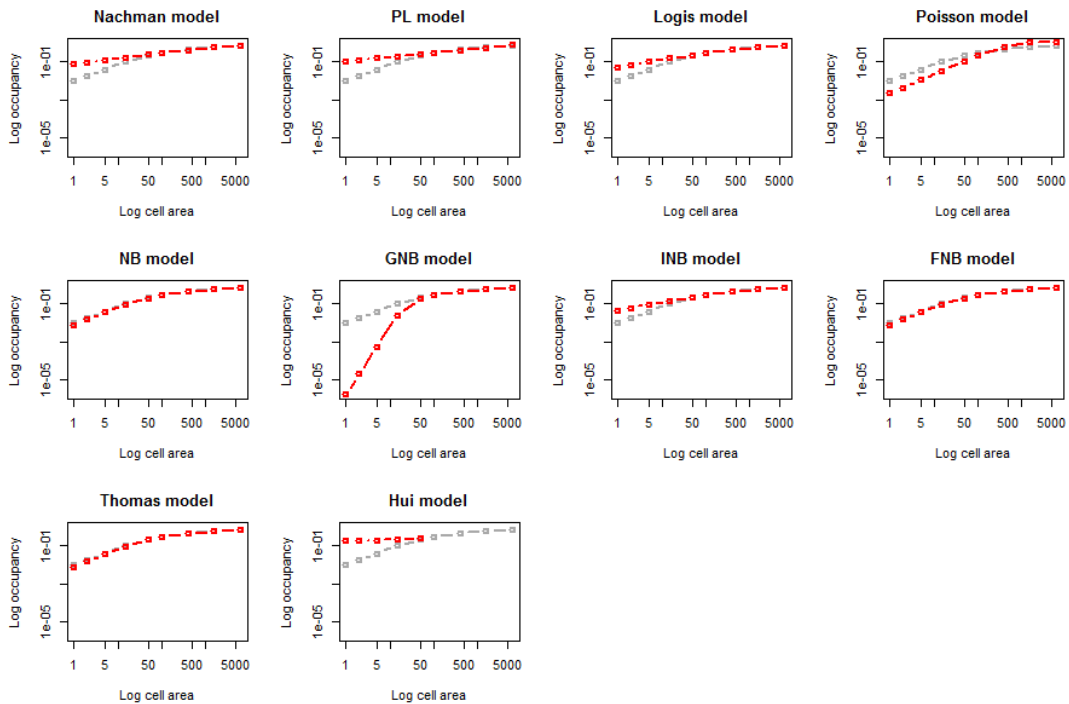 Nachman model
PL model
Logis model
Poisson model
Log occupancy
1e-05 1e-01
1 5 50 500 5000
Log cell area
Log occupancy
1e-05 1e-01
1 5 50 500 5000
Log cell area
Log occupancy
1e-05 1e-01
1 5 50 500 5000
Log cell area
Log occupancy
1e-05 1e-01
1 5 50 500 5000
Log cell area
NB model
GNB model
INB model
FNB model
Log occupancy
1e-05 1e-01
1 5 50 500 5000
Log cell area
Log occupancy
1e-05 1e-01
1 5 50 500 5000
Log cell area
Log occupancy
1e-05 1e-01
1 5 50 500 5000
Log cell area
Log occupancy
1e-05 1e-01
1 5 50 500 5000
Log cell area
Thomas model
Hui model
Log occupancy
1e-05 1e-01
1 5 50 500 5000
Log cell area
Log occupancy
1e-05 1e-01
1 5 50 500 5000
Log cell area